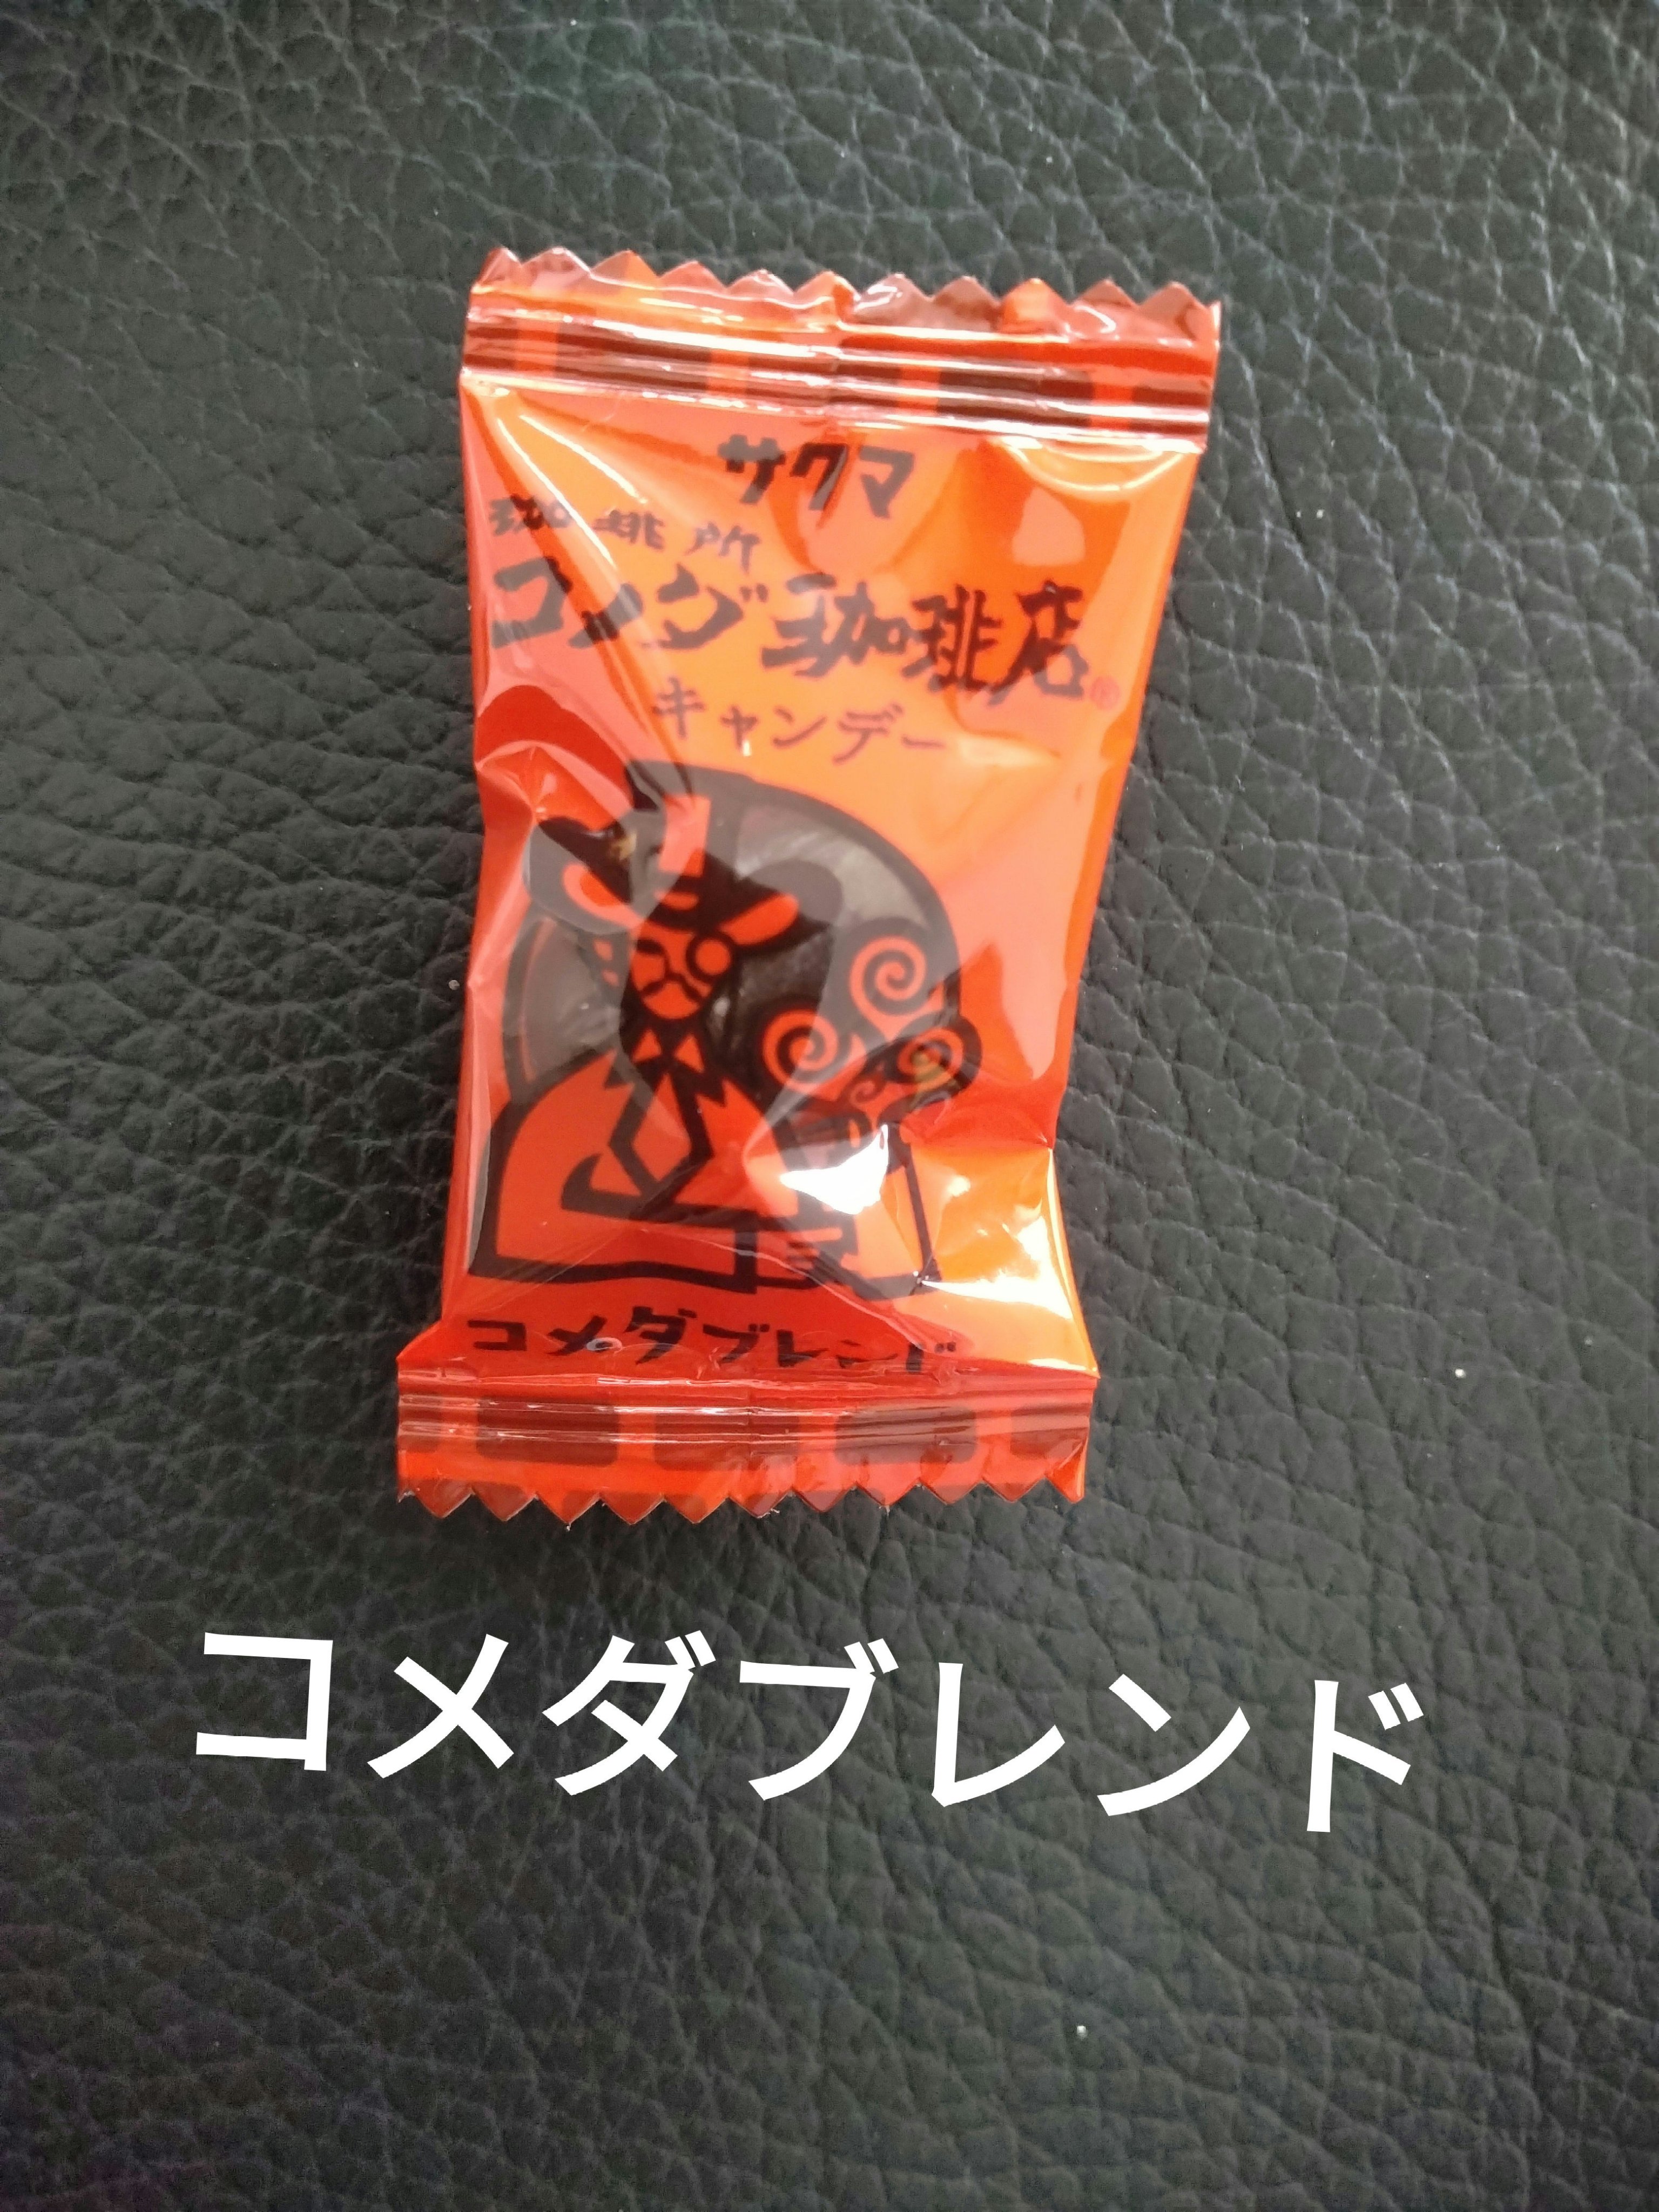 サクマ
珈琲所
コメダ珈琲店®
キャンデー
コメダブレンド
コメダブレンド